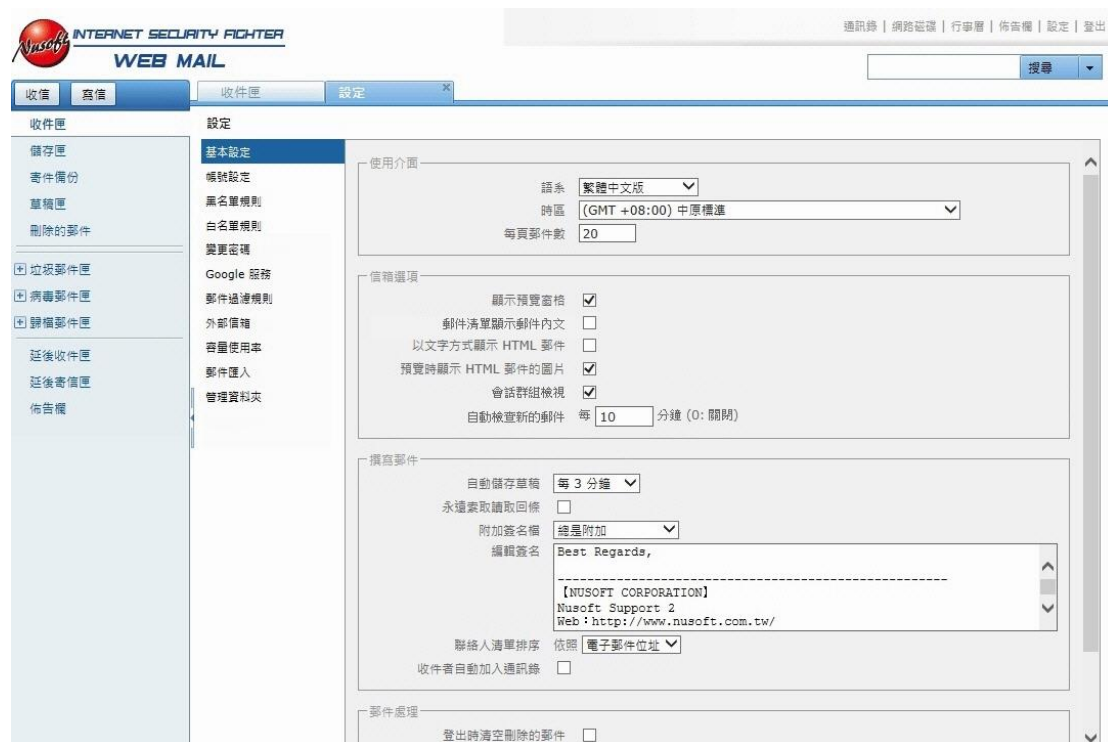 通訊錄 | 網路磁碟 | 行事曆 | 佈告欄 | 設定 | 登出
Nusoft
INTERNET SECURITY FIGHTER
WEB MAIL
搜尋
收信
寫信
收件匣
設定
收件匣
儲存匣
寄件備份
草稿匣
刪除的郵件
垃圾郵件匣
病毒郵件匣
歸檔郵件匣
延後收件匣
延後寄信匣
佈告欄
設定
基本設定
帳號設定
黑名單規則
白名單規則
變更密碼
Google 服務
郵件過濾規則
外部信箱
容量使用率
郵件匯入
管理資料夾
使用介面
語系 繁體中文版
時區 (GMT +08:00) 中原標準
每頁郵件數 20
信箱選項
顯示預覽窗格
郵件清單顯示郵件內文
以文字方式顯示 HTML 郵件
預覽時顯示 HTML 郵件的圖片
會話群組檢視
自動檢查新的郵件 每 10 分鐘 (0: 關閉)
撰寫郵件
自動儲存草稿 每 3 分鐘
永遠索取讀取回條
附加簽名檔 總是附加
編輯簽名 Best Regards,
-----------------------------------------------------
【NUSOFT CORPORATION】
Nusoft Support 2
Web:http://www.nusoft.com.tw/
聯絡人清單排序 依照 電子郵件位址
收件者自動加入通訊錄
郵件處理
登出時清空刪除的郵件